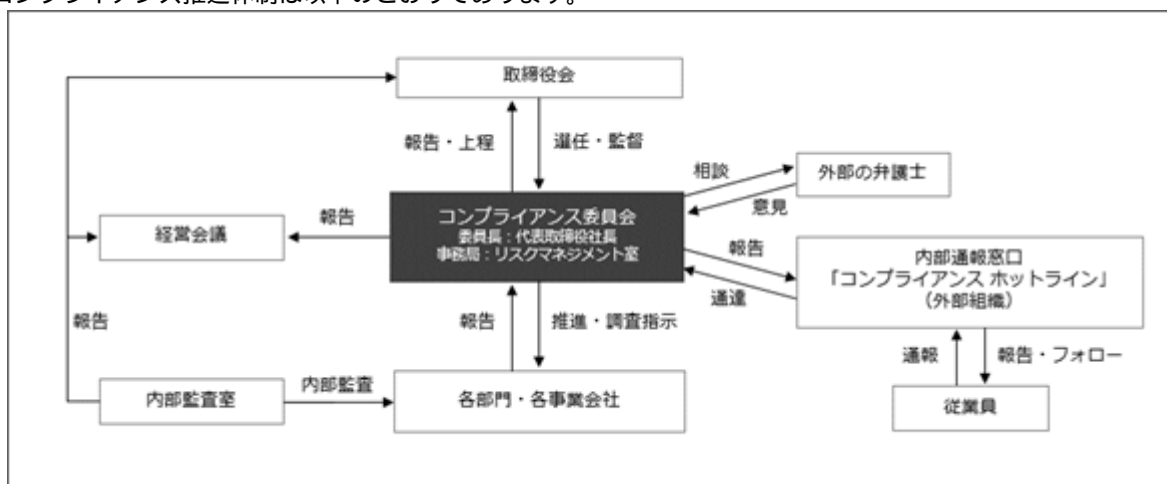 コンプライアンス推進体制は以下のとおりであります。
取締役会
報告・上程
選任・監督
相談
外部の弁護士
意見
コンプライアンス委員会
委員長：代表取締役社長
事務局：リスクマネジメント室
報告
経営会議
報告
内部通報窓口
「コンプライアンス ホットライン」
（外部組織）
通達
報告
報告
推進・調査指示
通報
報告・フォロー
内部監査室
内部監査
各部門・各事業会社
従業員